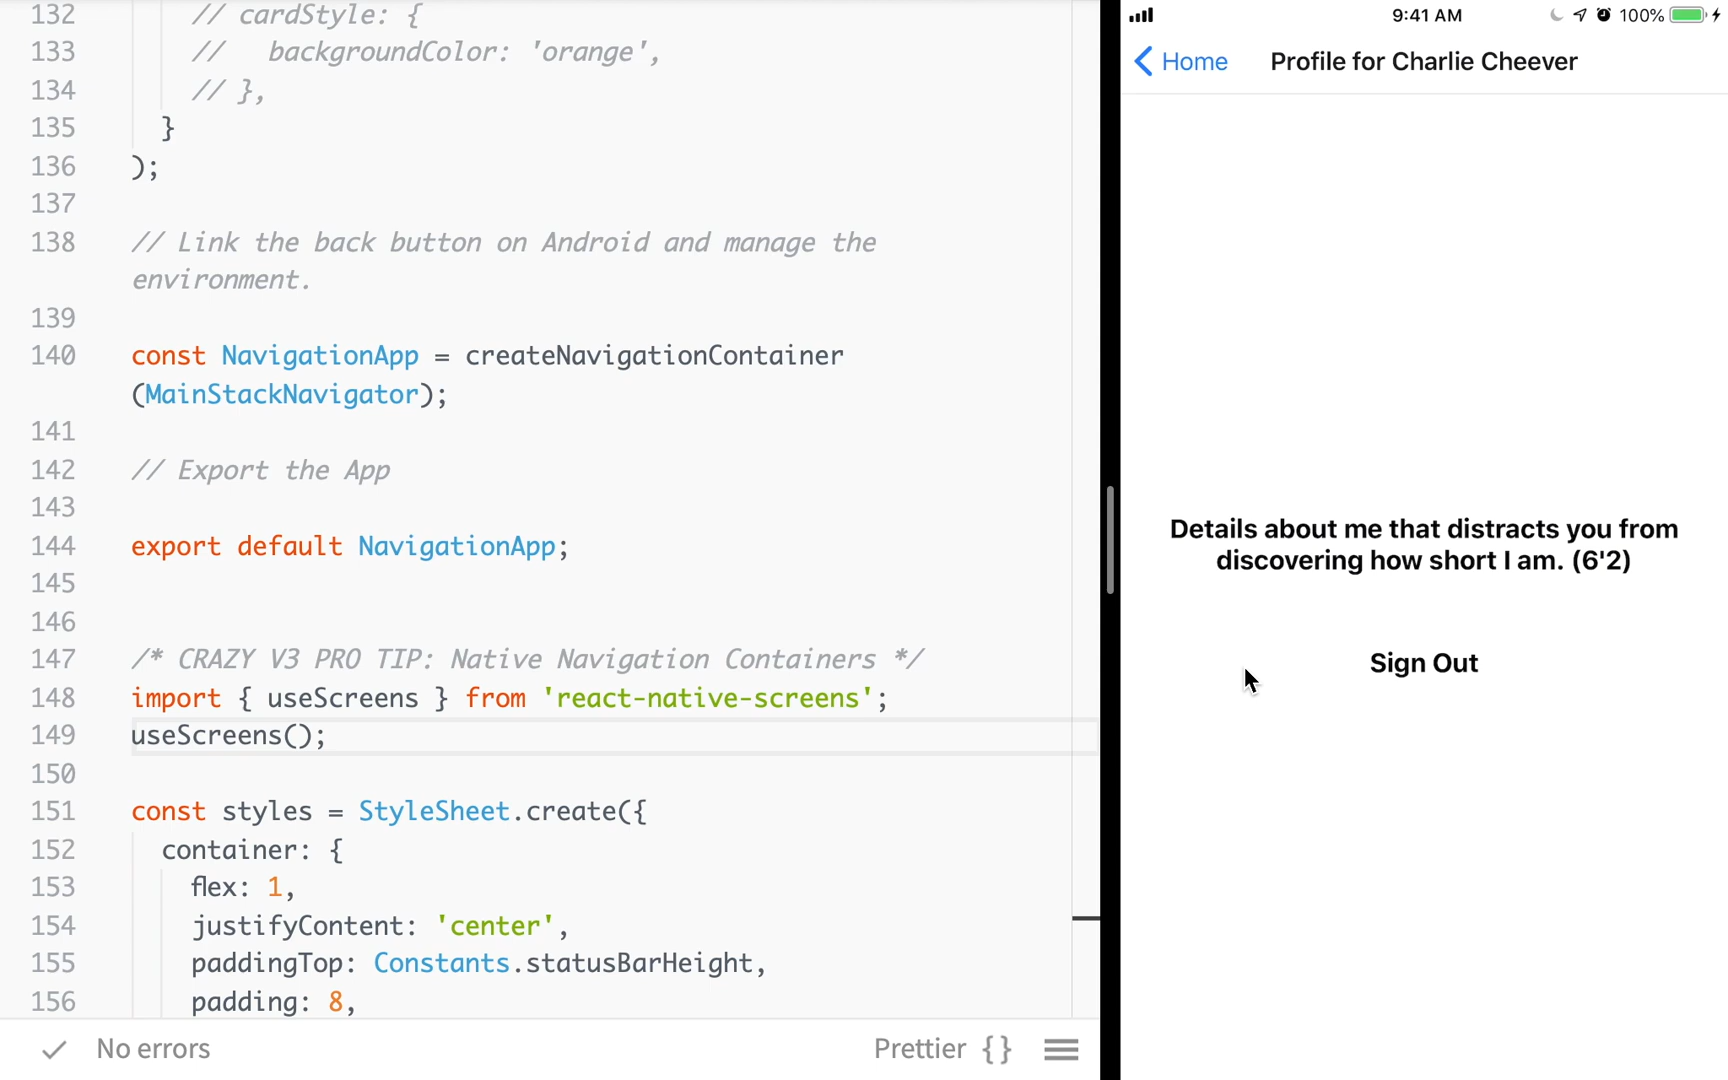 132 // cardStyle: {
133 //   backgroundColor: 'orange',
134 // },
135 }
136 );
137
138 // Link the back button on Android and manage the
environment.
139
140 const NavigationApp = createNavigationContainer
(MainStackNavigator);
141
142 // Export the App
143
144 export default NavigationApp;
145
146
147 /* CRAZY V3 PRO TIP: Native Navigation Containers */
148 import { useScreens } from 'react-native-screens';
149 useScreens();
150
151 const styles = StyleSheet.create({
152 container: {
153 flex: 1,
154 justifyContent: 'center',
155 paddingTop: Constants.statusBarHeight,
156 padding: 8,
No errors
Prettier {}
9:41 AM
100%
Home
Profile for Charlie Cheever
Details about me that distracts you from
discovering how short I am. (6'2)
Sign Out